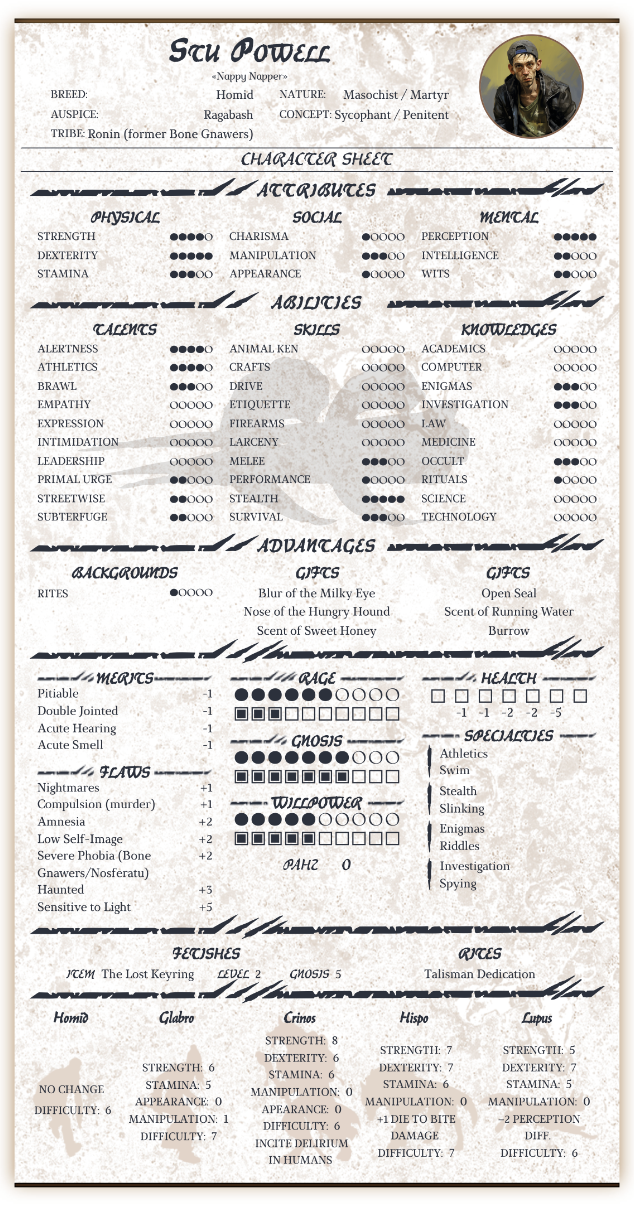 Stu Powell
«Nappy Napper»
BREED: Homid NATURE: Masochist / Martyr
AUSPICE: Ragabash CONCEPT: Sycophant / Penitent
TRIBE: Ronin (former Bone Gnawers)
CHARACTER SHEET
ATTRIBUTES
PHYSICAL SOCIAL MENTAL
STRENGTH CHARISMA PERCEPTION
DEXTERITY MANIPULATION INTELLIGENCE
STAMINA APPEARANCE WITS
ABILITIES
TALENTS SKILLS KNOWLEDGES
ALERTNESS ANIMAL KEN ACADEMICS
ATHLETICS CRAFTS COMPUTER
BRAWL DRIVE ENIGMAS
EMPATHY ETIQUETTE INVESTIGATION
EXPRESSION FIREARMS LAW
INTIMIDATION LARCENY MEDICINE
LEADERSHIP MELEE OCCULT
PRIMAL URGE PERFORMANCE RITUALS
STREETWISE STEALTH SCIENCE
SUBTERFUGE SURVIVAL TECHNOLOGY
ADVANTAGES
BACKGROUNDS GIFTS GIFTS
RITES Blur of the Milky Eye Open Seal
Nose of the Hungry Hound Scent of Running Water
Scent of Sweet Honey Burrow
MERITS
Pitiable -1
Double Jointed -1
Acute Hearing -1
Acute Smell -1
FLAWS
Nightmares +1
Compulsion (murder) +1
Amnesia +2
Low Self-Image +2
Severe Phobia (Bone +2
Gnawers/Nosferatu)
Haunted +3
Sensitive to Light +5
RAGE
GNOSIS
WILLPOWER
РАНГ 0
HEALTH
-1 -1 -2 -2 -5
SPECIALTIES
Athletics
Swim
Stealth
Slinking
Enigmas
Riddles
Investigation
Spying
FETISHES RITES
ITEM The Lost Keyring LEVEL 2 GNOSIS 5 Talisman Dedication
Homid
NO CHANGE
DIFFICULTY: 6
Glabro
STRENGTH: 6
STAMINA: 5
APPEARANCE: 0
MANIPULATION: 1
DIFFICULTY: 7
Crinos
STRENGTH: 8
DEXTERITY: 6
STAMINA: 6
MANIPULATION: 0
APEARANCE: 0
DIFFICULTY: 6
INCITE DELIRIUM
IN HUMANS
Hispo
STRENGTH: 7
DEXTERITY: 7
STAMINA: 6
MANIPULATION: 0
+1 DIE TO BITE
DAMAGE
DIFFICULTY: 7
Lupus
STRENGTH: 5
DEXTERITY: 7
STAMINA: 5
MANIPULATION: 0
–2 PERCEPTION
DIFF.
DIFFICULTY: 6